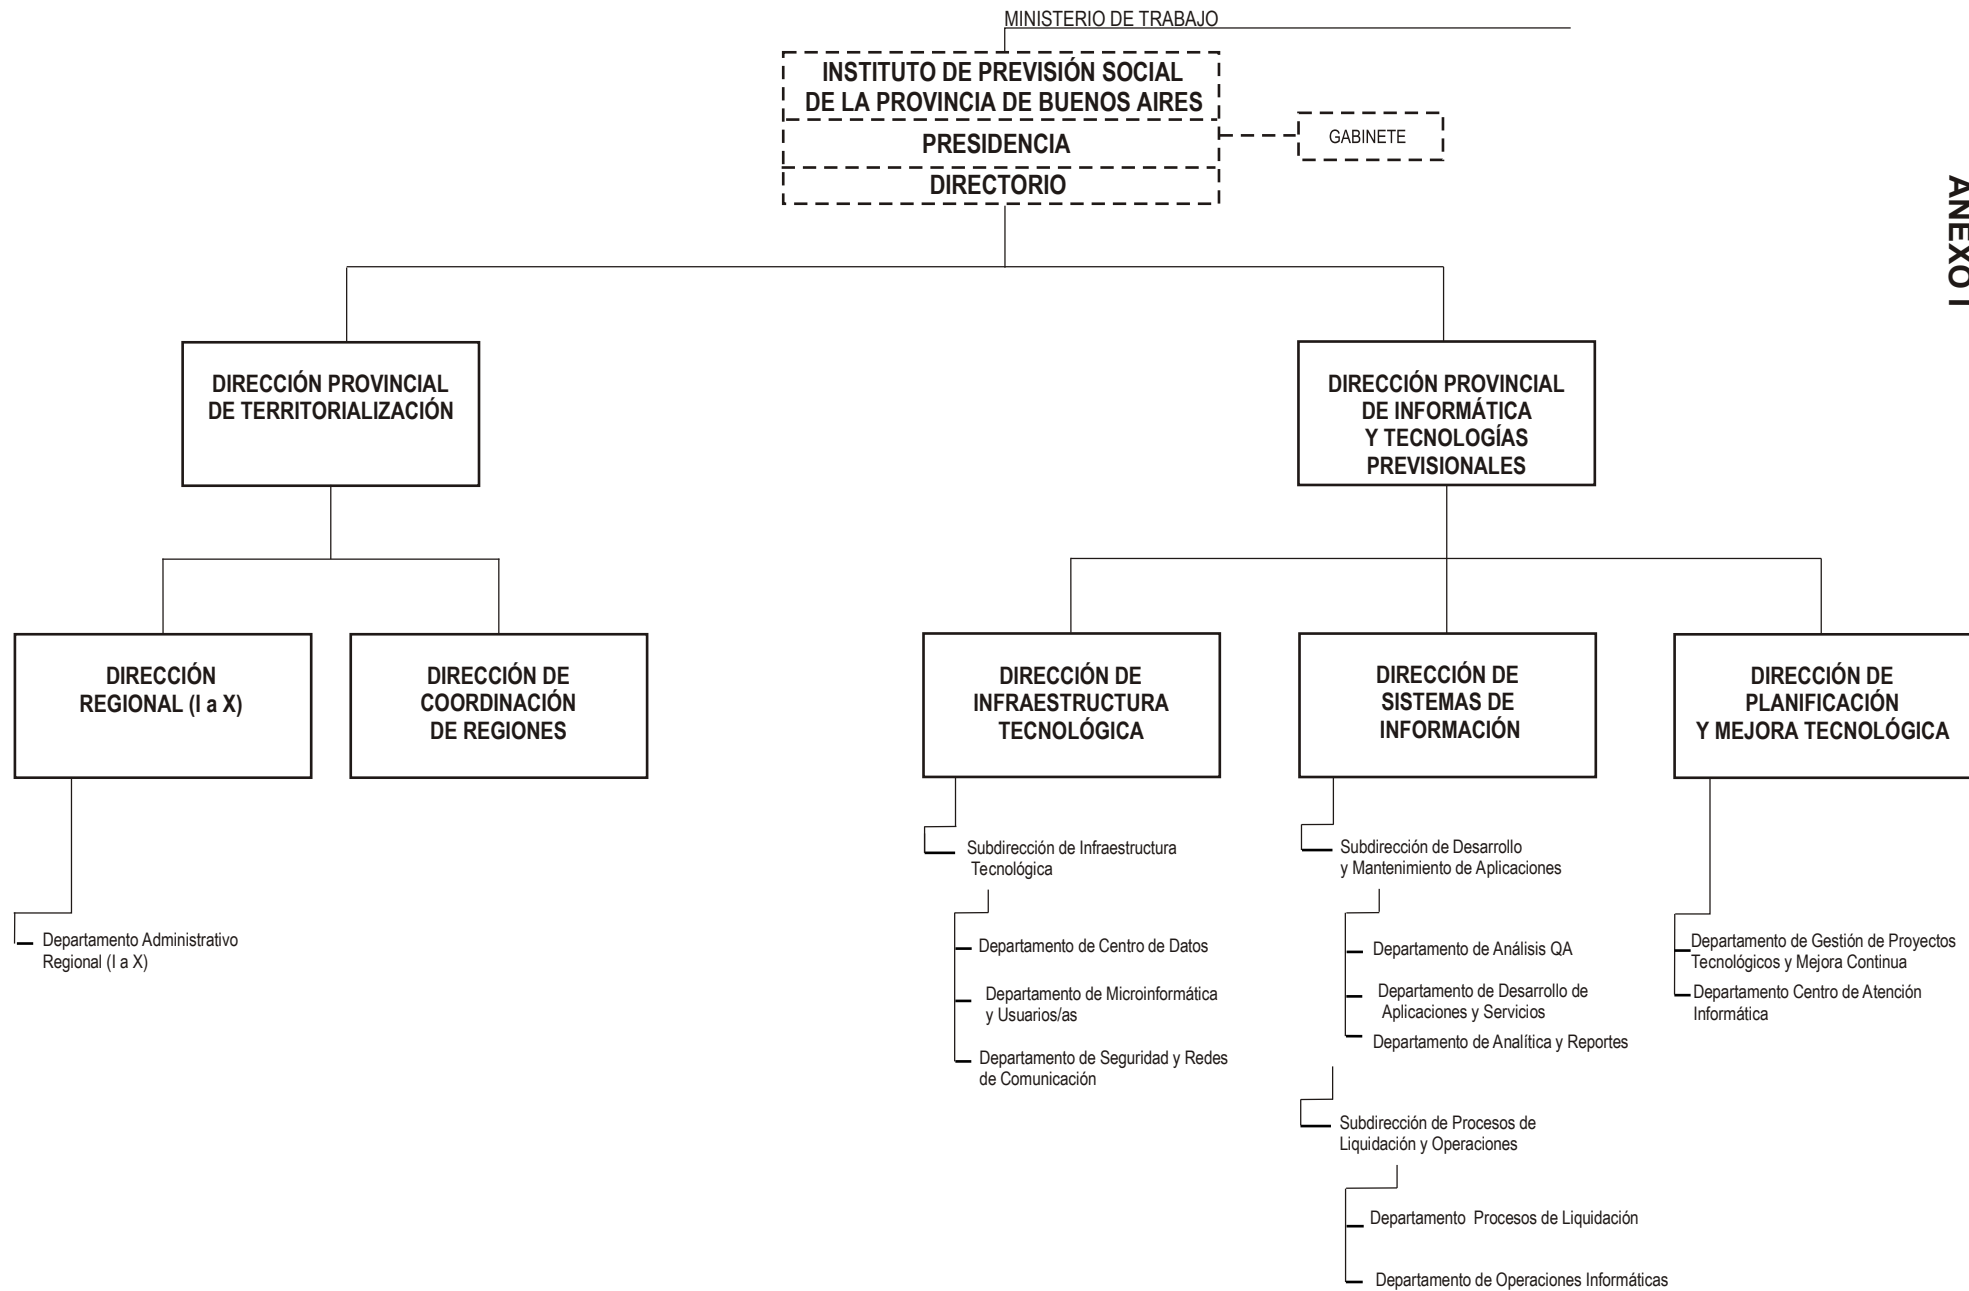 MINISTERIO DE TRABAJO
INSTITUTO DE PREVISIÓN SOCIAL
DE LA PROVINCIA DE BUENOS AIRES
PRESIDENCIA
DIRECTORIO
GABINETE
ANEXO I
DIRECCIÓN PROVINCIAL
DE TERRITORIALIZACIÓN
DIRECCIÓN PROVINCIAL
DE INFORMÁTICA
Y TECNOLOGÍAS
PREVISIONALES
DIRECCIÓN
REGIONAL (I a X)
DIRECCIÓN DE
COORDINACIÓN
DE REGIONES
DIRECCIÓN DE
INFRAESTRUCTURA
TECNOLÓGICA
DIRECCIÓN DE
SISTEMAS DE
INFORMACIÓN
DIRECCIÓN DE
PLANIFICACIÓN
Y MEJORA TECNOLÓGICA
Departamento Administrativo
Regional (I a X)
Subdirección de Infraestructura
Tecnológica
Departamento de Centro de Datos
Departamento de Microinformática
y Usuarios/as
Departamento de Seguridad y Redes
de Comunicación
Subdirección de Desarrollo
y Mantenimiento de Aplicaciones
Departamento de Análisis QA
Departamento de Desarrollo de
Aplicaciones y Servicios
Departamento de Analítica y Reportes
Subdirección de Procesos de
Liquidación y Operaciones
Departamento  Procesos de Liquidación
Departamento de Operaciones Informáticas
Departamento de Gestión de Proyectos
Tecnológicos y Mejora Continua
Departamento Centro de Atención
Informática